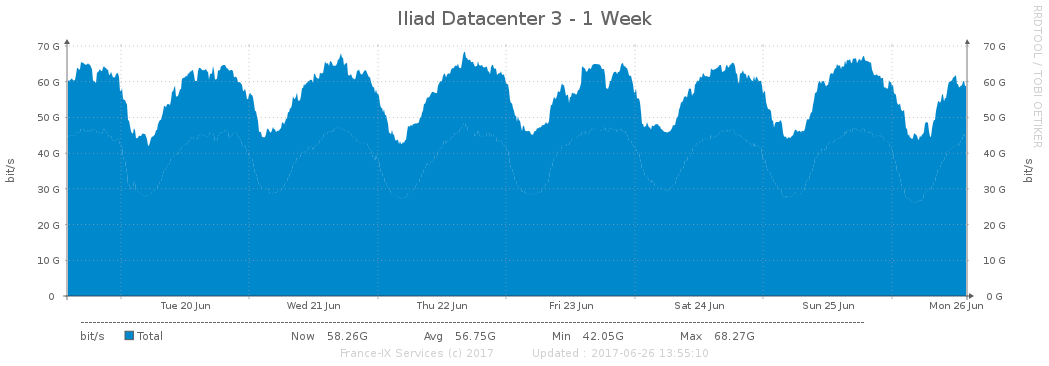 Iliad Datacenter 3 - 1 Week
RRDTOOL / TOBI OETIKER
70 G 70 G
60 G 60 G
50 G 50 G
40 G 40 G
30 G 30 G
20 G 20 G
10 G 10 G
0 0 G
bit/s bit/s
Tue 20 Jun Wed 21 Jun Thu 22 Jun Fri 23 Jun Sat 24 Jun Sun 25 Jun Mon 26 Jun
bit/s Total Now 58.26G Avg 56.75G Min 42.05G Max 68.27G
France-IX Services (c) 2017 Updated : 2017-06-26 13:55:10